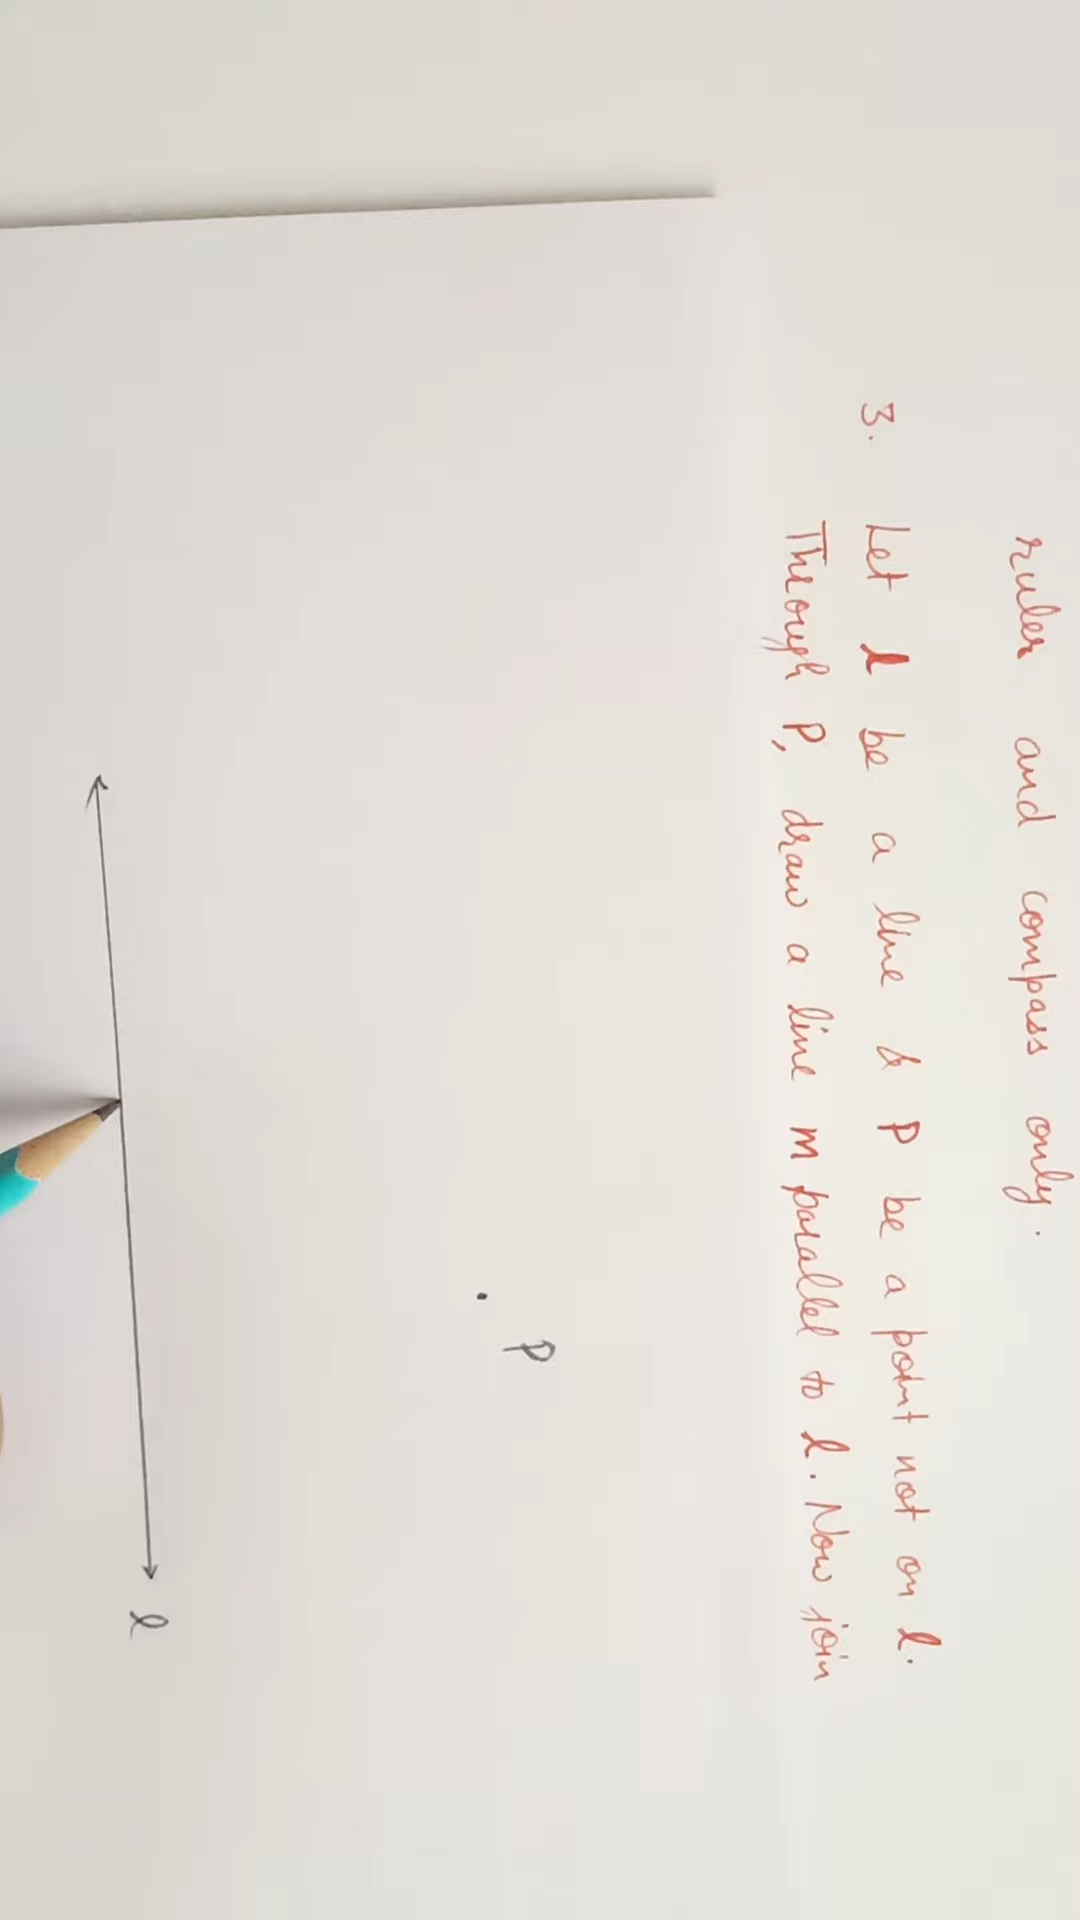 ruler and compass only.
3. Let l be a line & P be a point not on l.
Through P, draw a line m parallel to l. Now join
P
l